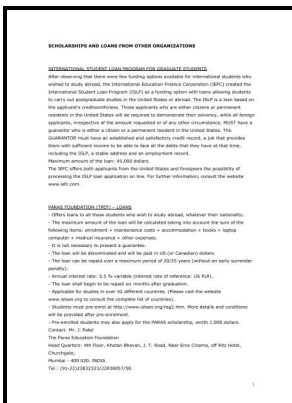 SCHOLARSHIPS AND LOANS FROM OTHER ORGANIZATIONS
INTERNATIONAL STUDENT LOAN PROGRAM FOR GRADUATE STUDENTS
After observing that there were few funding options available for international students who
wished to study abroad, the International Education Finance Corporation (IEFC) created the
International Student Loan Program (ISLP) as a funding option with loans allowing students
to carry out postgraduate studies in the United States or abroad. The ISLP is a loan based on
the applicant's creditworthiness. Those applicants who are either citizens or permanent
residents in the United States will be required to demonstrate their solvency, while all foreign
applicants, irrespective of the amount requested or of any other circumstance, MUST have a
guarantor who is either a citizen or a permanent resident in the United States. The
GUARANTOR must have an established and satisfactory credit record, a job that provides
them with sufficient income to be able to face all the debts that they have at that time,
including the ISLP, a stable address and an employment record.
Maximum amount of the loan: 45,000 dollars.
The IEFC offers both applicants from the United States and foreigners the possibility of
processing the ISLP loan application on line. For further information, consult the website
www.iefc.com.
PARAS FOUNDATION (TEPF) – LOANS
- Offers loans to all these students who wish to study abroad, whatever their nationality.
- The maximum amount of the loan will be calculated taking into account the sum of the
following items: enrolment + maintenance costs + accommodation + books + laptop
computer + medical insurance + other expenses.
- It is not necessary to present a guarantee.
- The loan will be denominated and will be paid in US (or Canadian) dollars.
- The loan can be repaid over a maximum period of 20/25 years (without an early surrender
penalty).
- Annual interest rate: 5.5 % variable (interest rate of reference: US PLR).
- The loan shall begin to be repaid six months after graduation.
- Applicable for studies in over 42 different countries. (Please visit the website
www.isloan.org to consult the complete list of countries).
- Students must pre-enrol at http://www.isloan.org/reg2.htm. More details and conditions
will be provided after pre-enrolment.
- Pre-enrolled students may also apply for the PARAS scholarship, worth 1,000 dollars.
Contact: Mr. J. Patel
The Paras Education Foundation
Head Quarters: 4th Floor, Khetan Bhavan, J. T. Road, Near Eros Cinema, off Ritz Hotel,
Churchgate,
Mumbai - 400 020. INDIA
Tel.: (91-22)22832323/22838057/58.
1